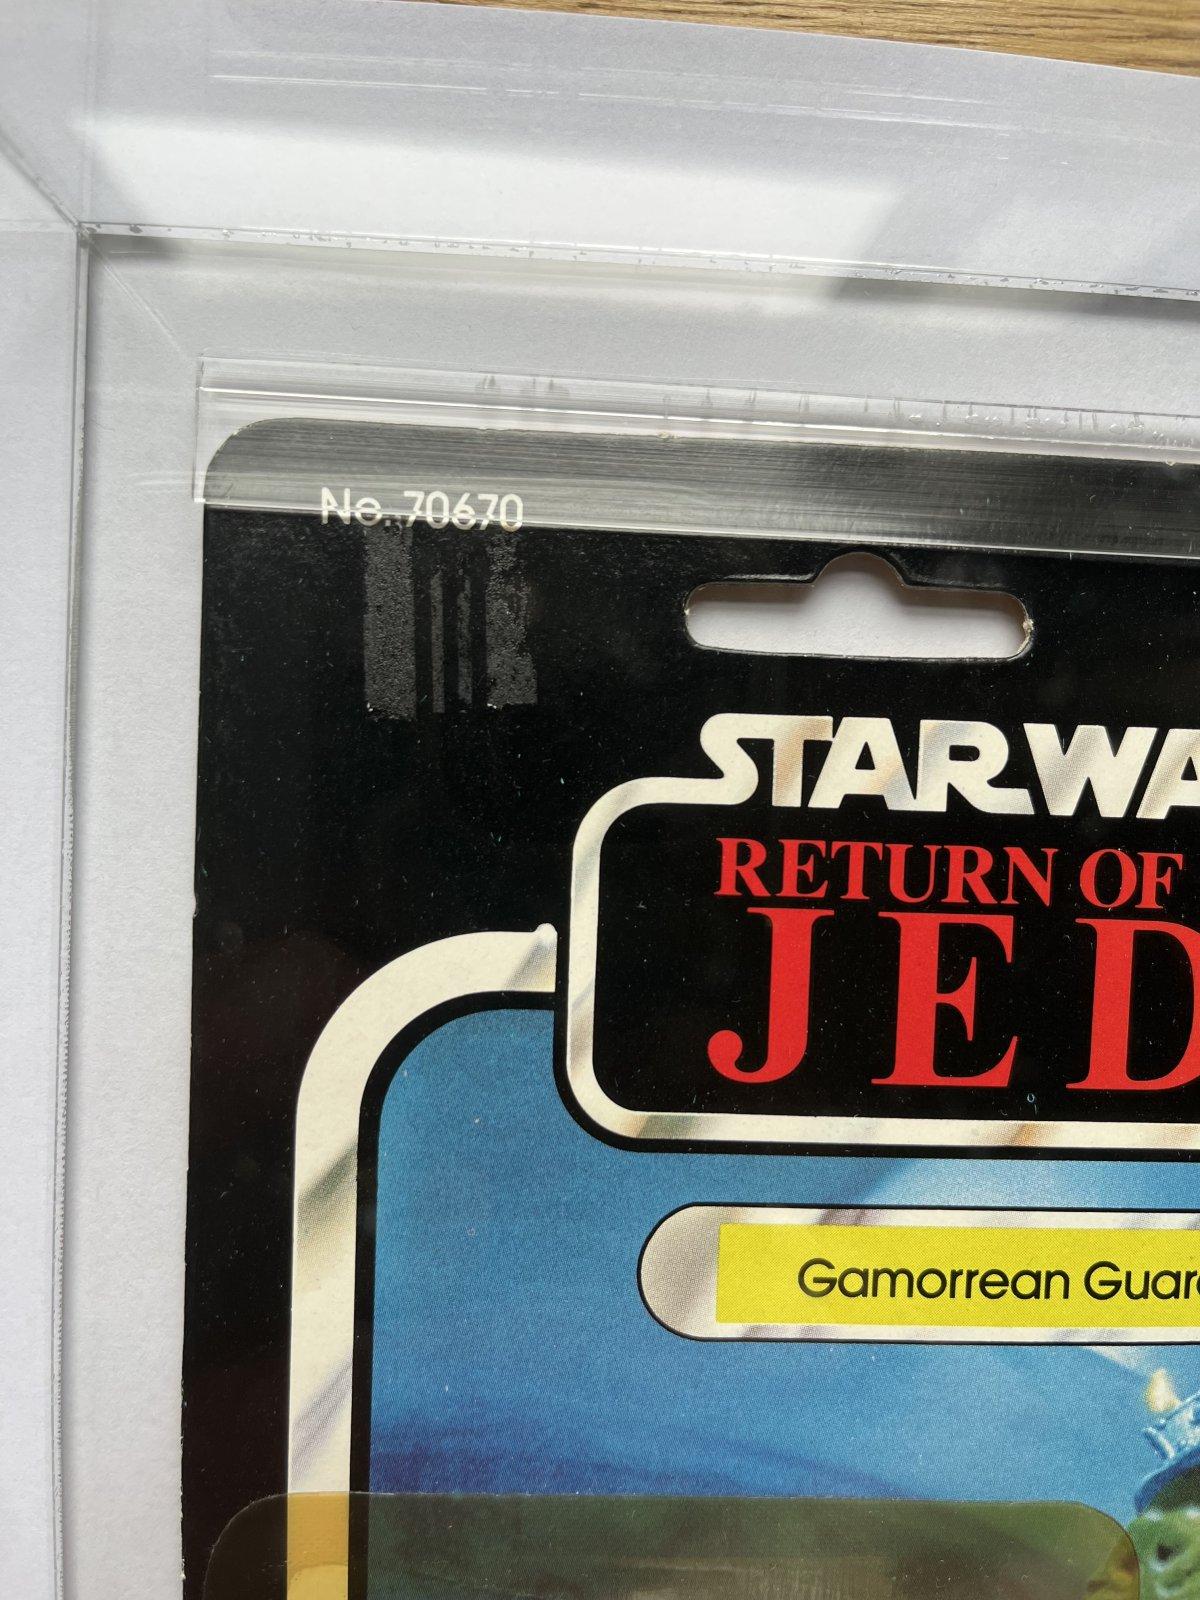 No. 70670
STAR WA
RETURN OF
JED
Gamorrean Guar